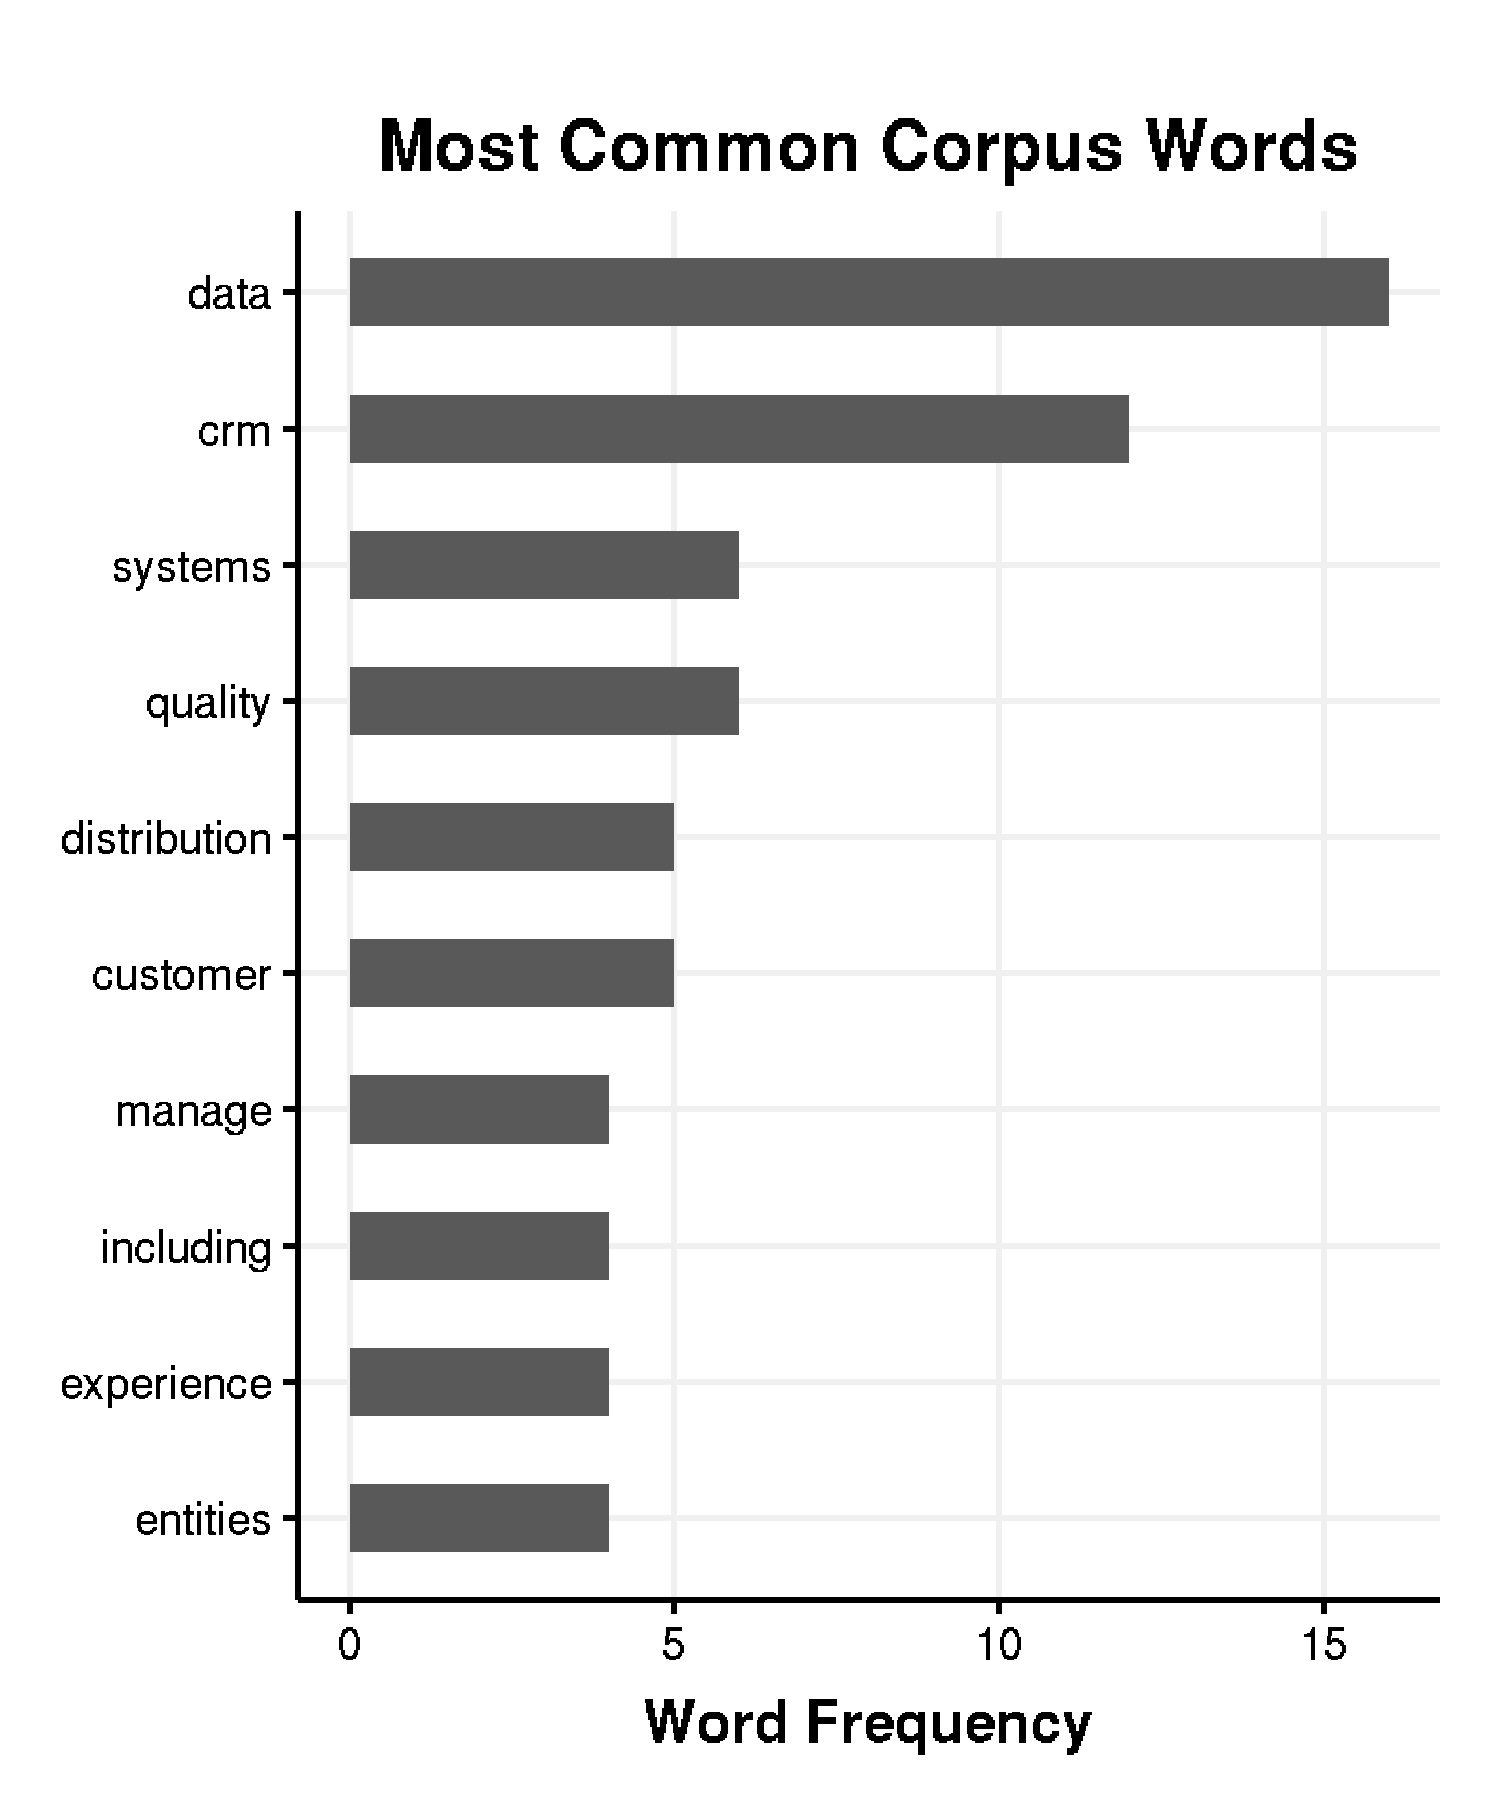 Most Common Corpus Words
data
crm
systems
quality
distribution
customer
manage
including
experience
entities
0 5 10 15
Word Frequency